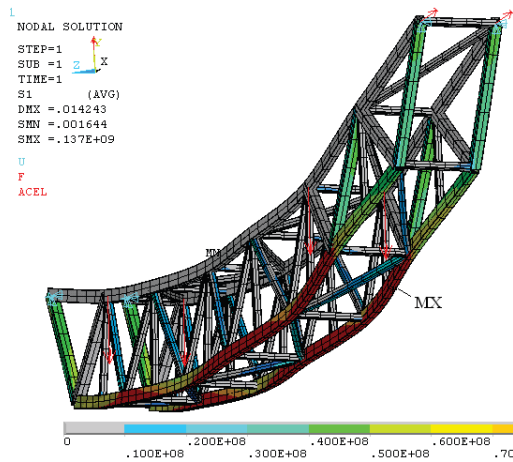 1
NODAL SOLUTION
STEP=1
SUB =1
TIME=1
S1 (AVG)
DMX =.014243
SMN =.001644
SMX =.137E+09
U
F
ACEL
Y
Z X
MX
0 .200E+08 .400E+08 .600E+08
.100E+08 .300E+08 .500E+08 .70